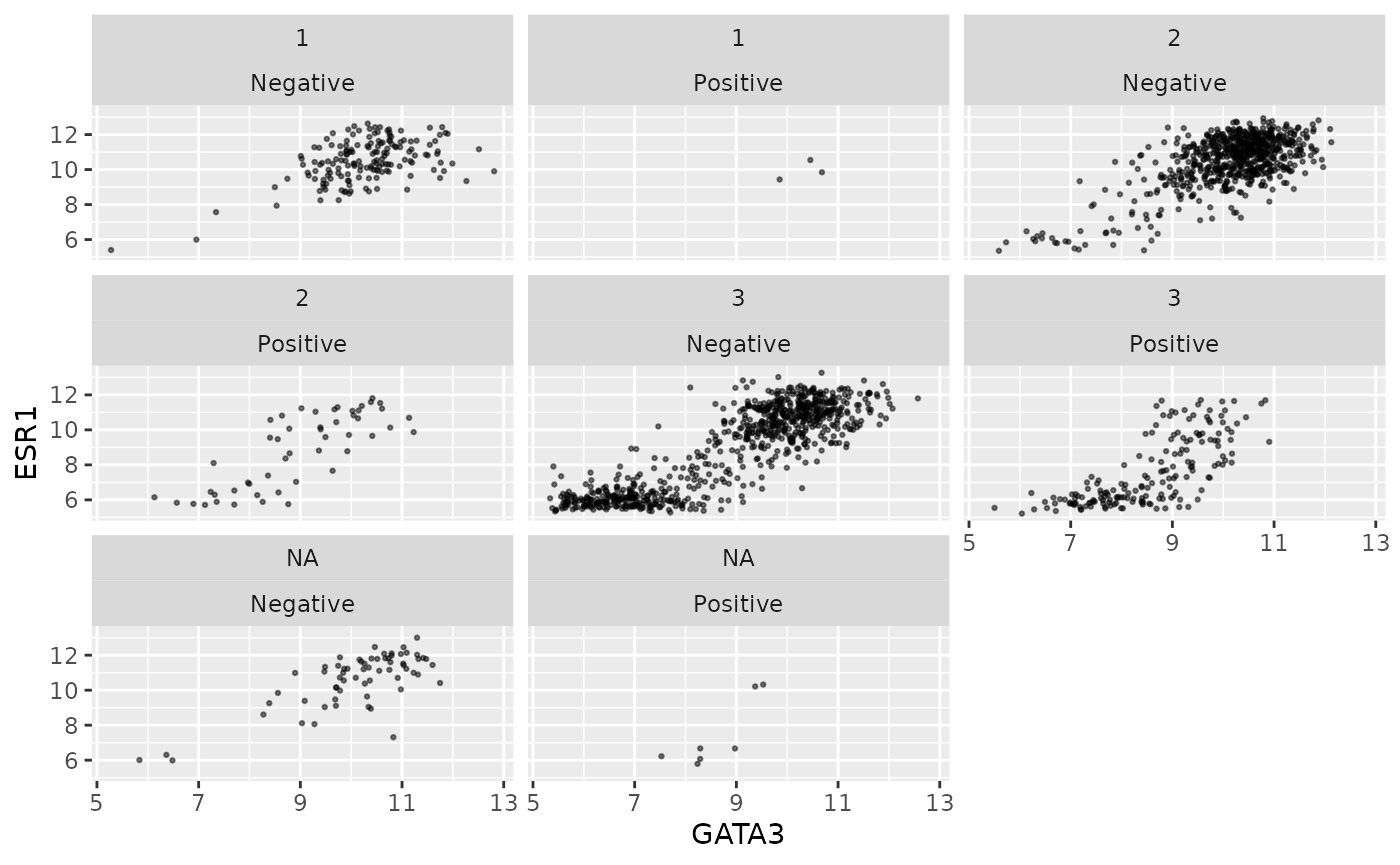 1 1 2
Negative Positive Negative
12
10
8
6
2 3 3
Positive Negative Positive
12
10
8
6
5 7 9 11 13
NA NA
Negative Positive
12
10
8
6
5 7 9 11 13 5 7 9 11 13
GATA3
ESR1